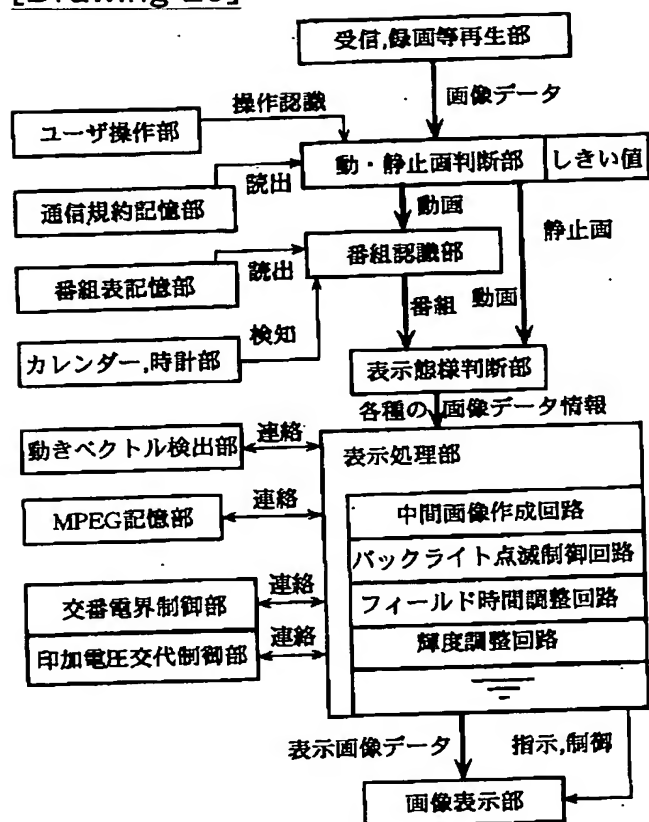 受信,録画等再生部
画像データ
操作認識
ユーザ操作部
動・静止画判断部
しきい値
読出
通信規約記憶部
動画
静止画
番組認識部
読出
番組表記憶部
番組
動画
検知
カレンダー,時計部
表示態様判断部
各種の画像データ情報
動きベクトル検出部
連絡
表示処理部
MPEG記憶部
連絡
中間画像作成回路
バックライト点滅制御回路
交番電界制御部
連絡
フィールド時間調整回路
印加電圧交代制御部
連絡
輝度調整回路
表示画像データ
指示,制御
画像表示部